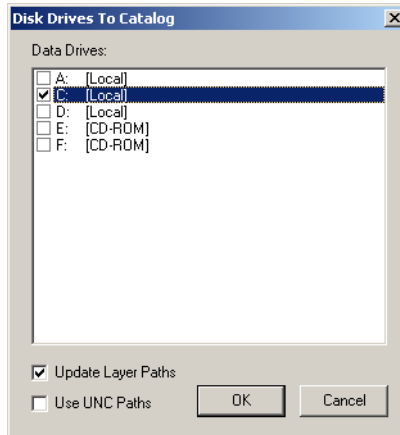 Disk Drives To Catalog
Data Drives:
A: [Local]
C: [Local]
D: [Local]
E: [CD-ROM]
F: [CD-ROM]
Update Layer Paths
Use UNC Paths
OK
Cancel